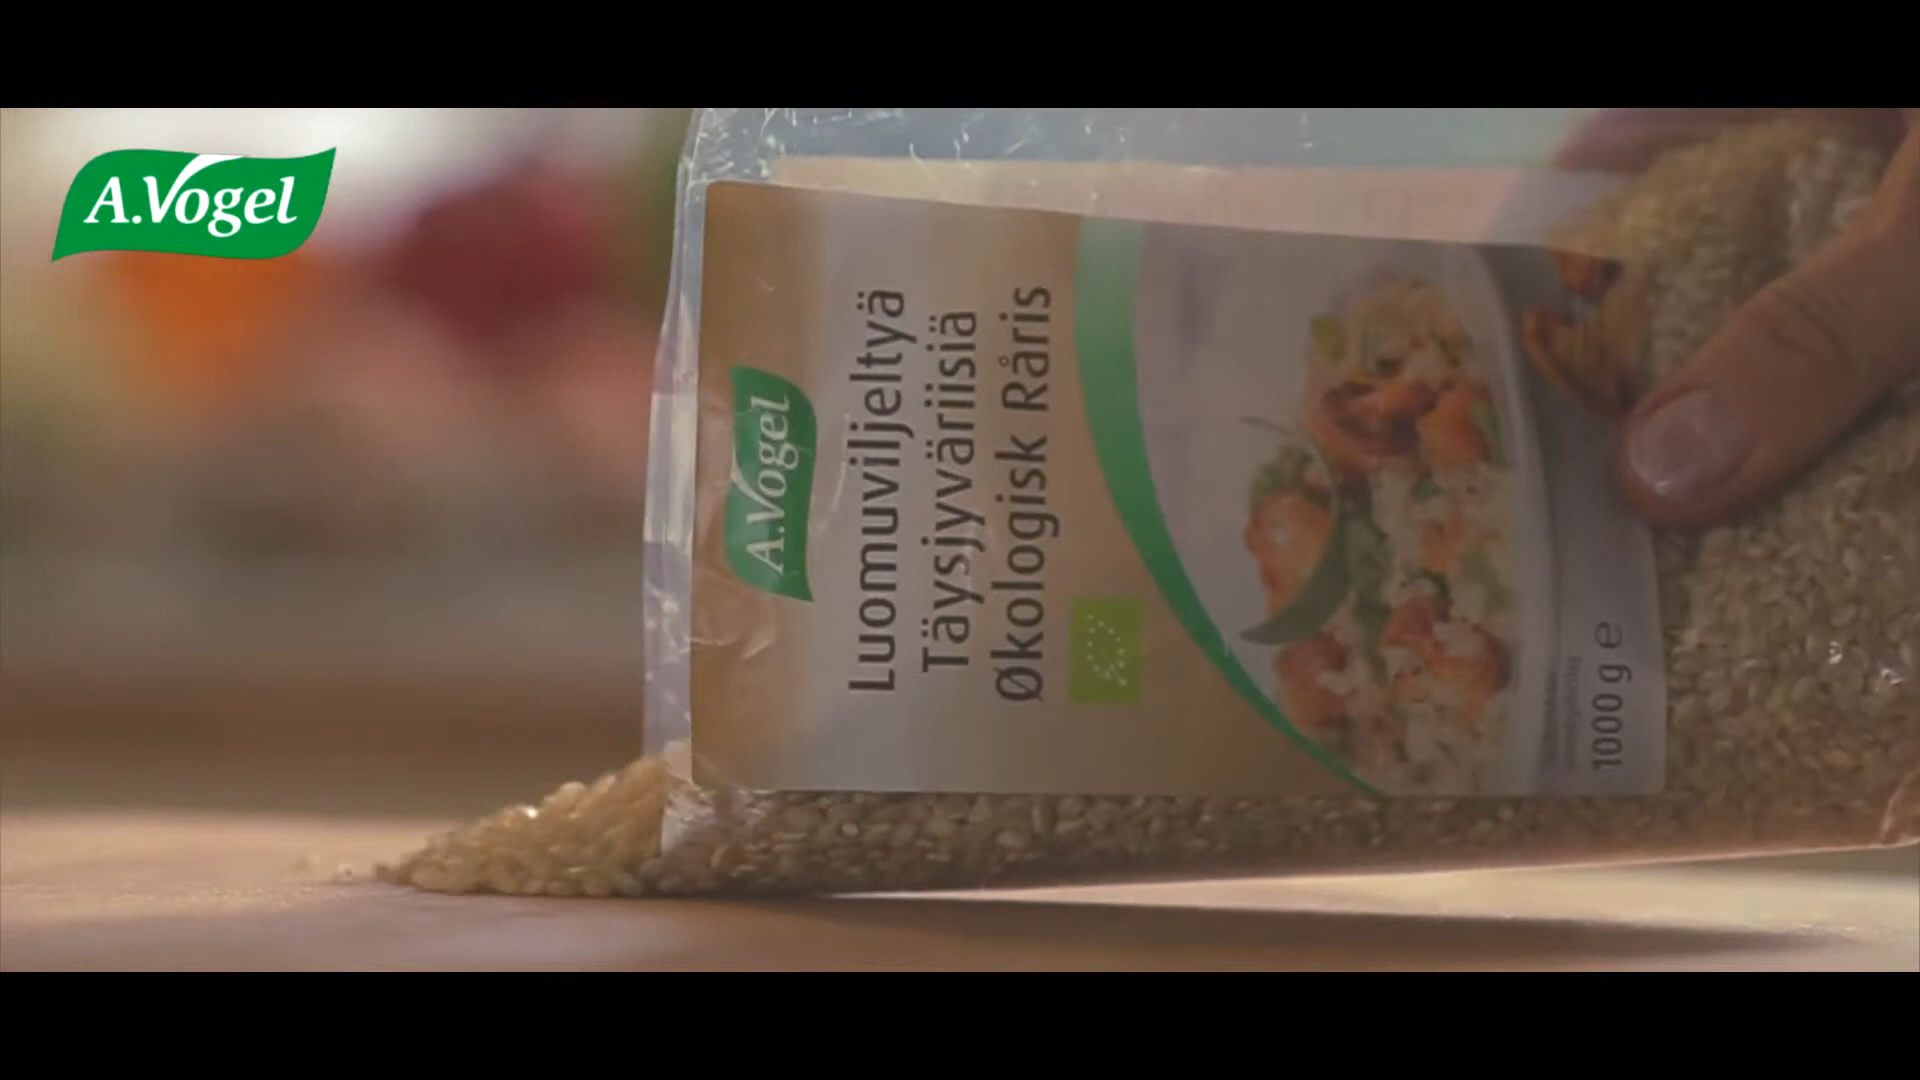 A.Vogel
A.Vogel
Luomuviljeltyä
Täysjyväriisiä
Økologisk Råris
1000 g e